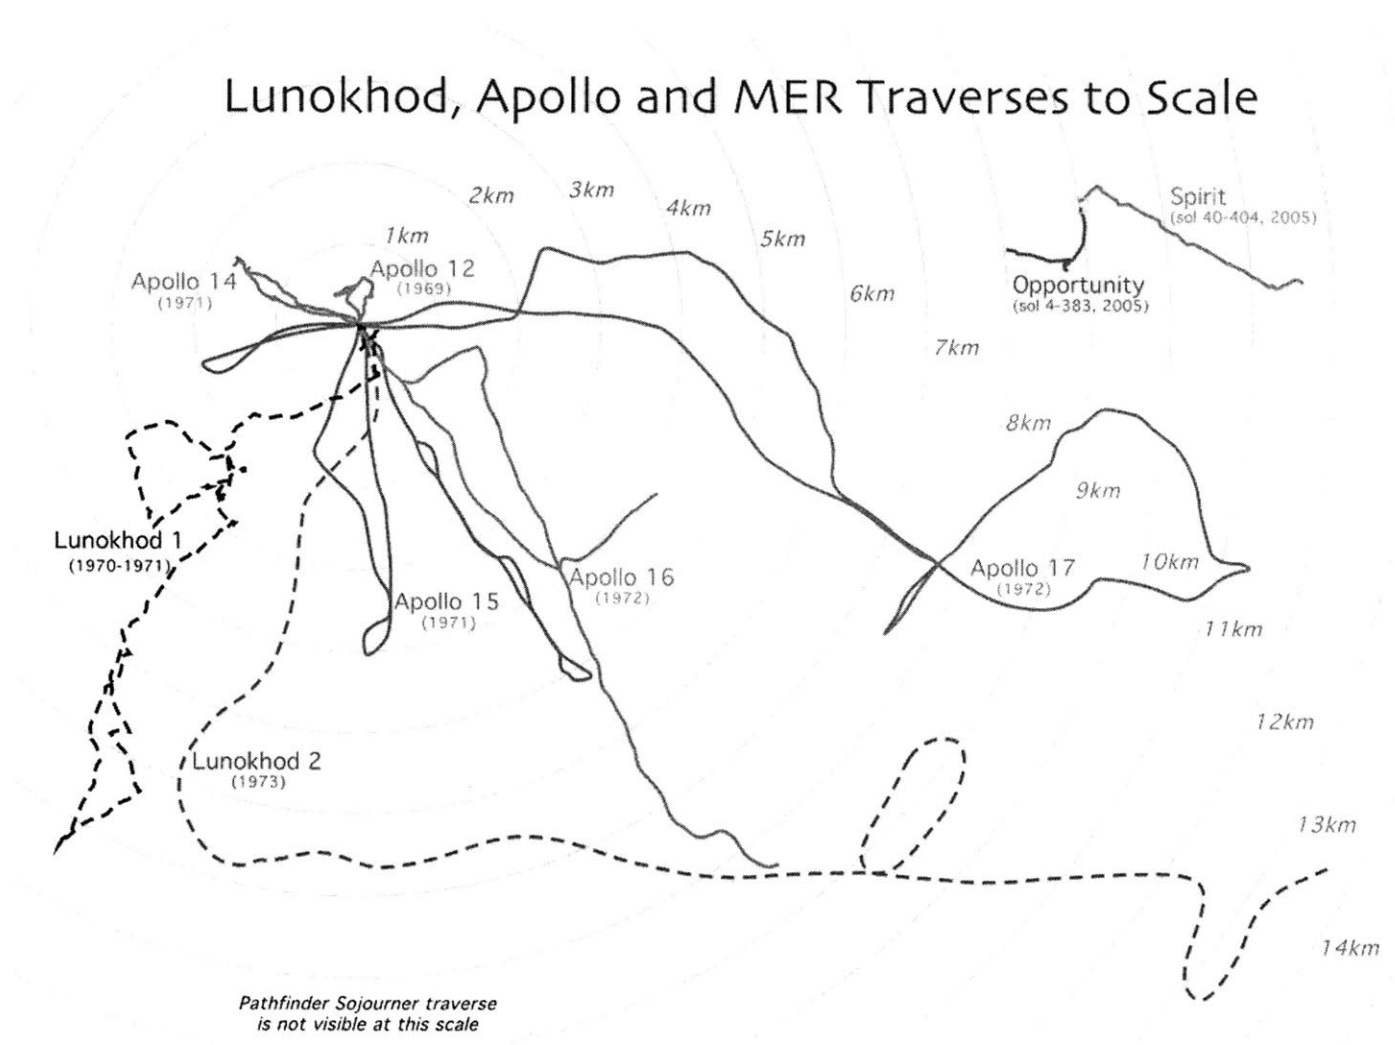 Lunokhod, Apollo and MER Traverses to Scale
2km
3km
4km
5km
1km
Spirit
(sol 40-404, 2005)
Apollo 14
(1971)
Apollo 12
(1969)
Opportunity
(sol 4-383, 2005)
6km
7km
8km
9km
Lunokhod 1
(1970-1971)
Apollo 16
(1972)
Apollo 17
(1972)
10km
Apollo 15
(1971)
11km
12km
Lunokhod 2
(1973)
13km
14km
Pathfinder Sojourner traverse
is not visible at this scale